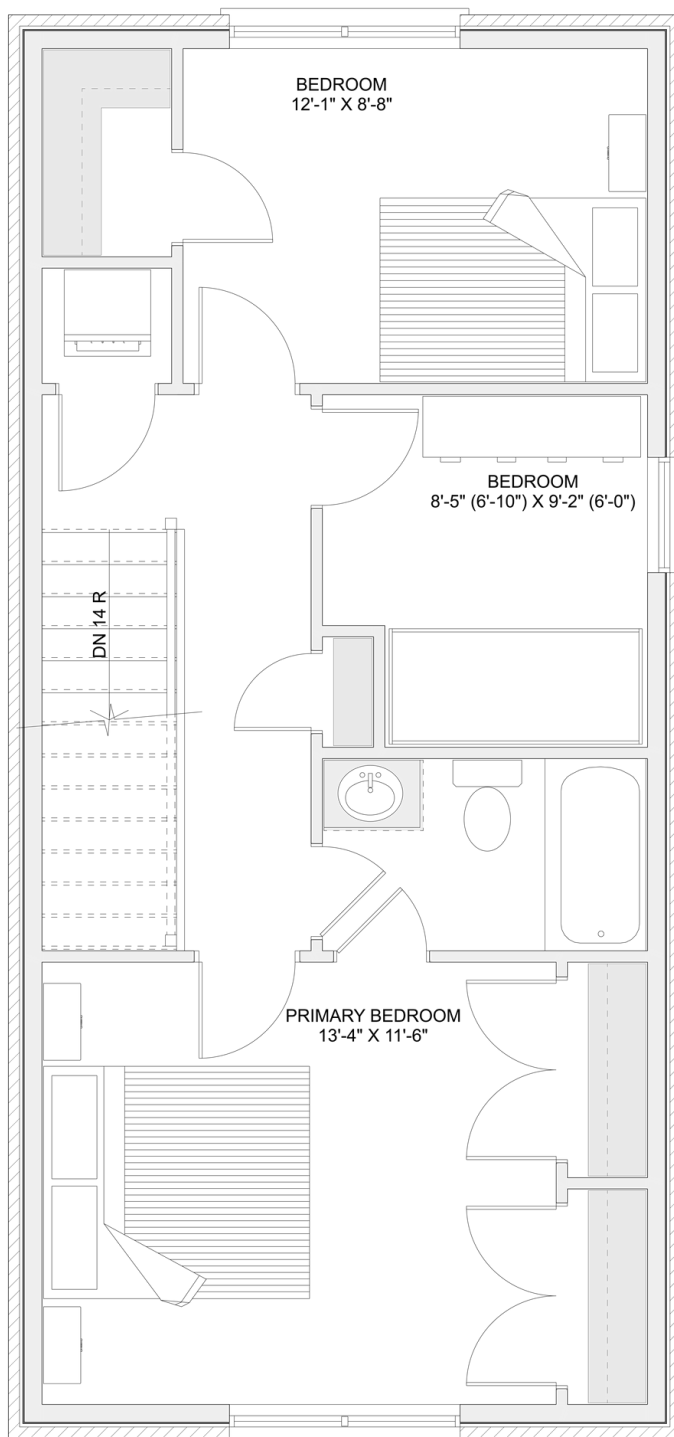 BEDROOM
12'-1" X 8'-8"
BEDROOM
8'-5" (6'-10") X 9'-2" (6'-0")
DN 14 R
PRIMARY BEDROOM
13'-4" X 11'-6"